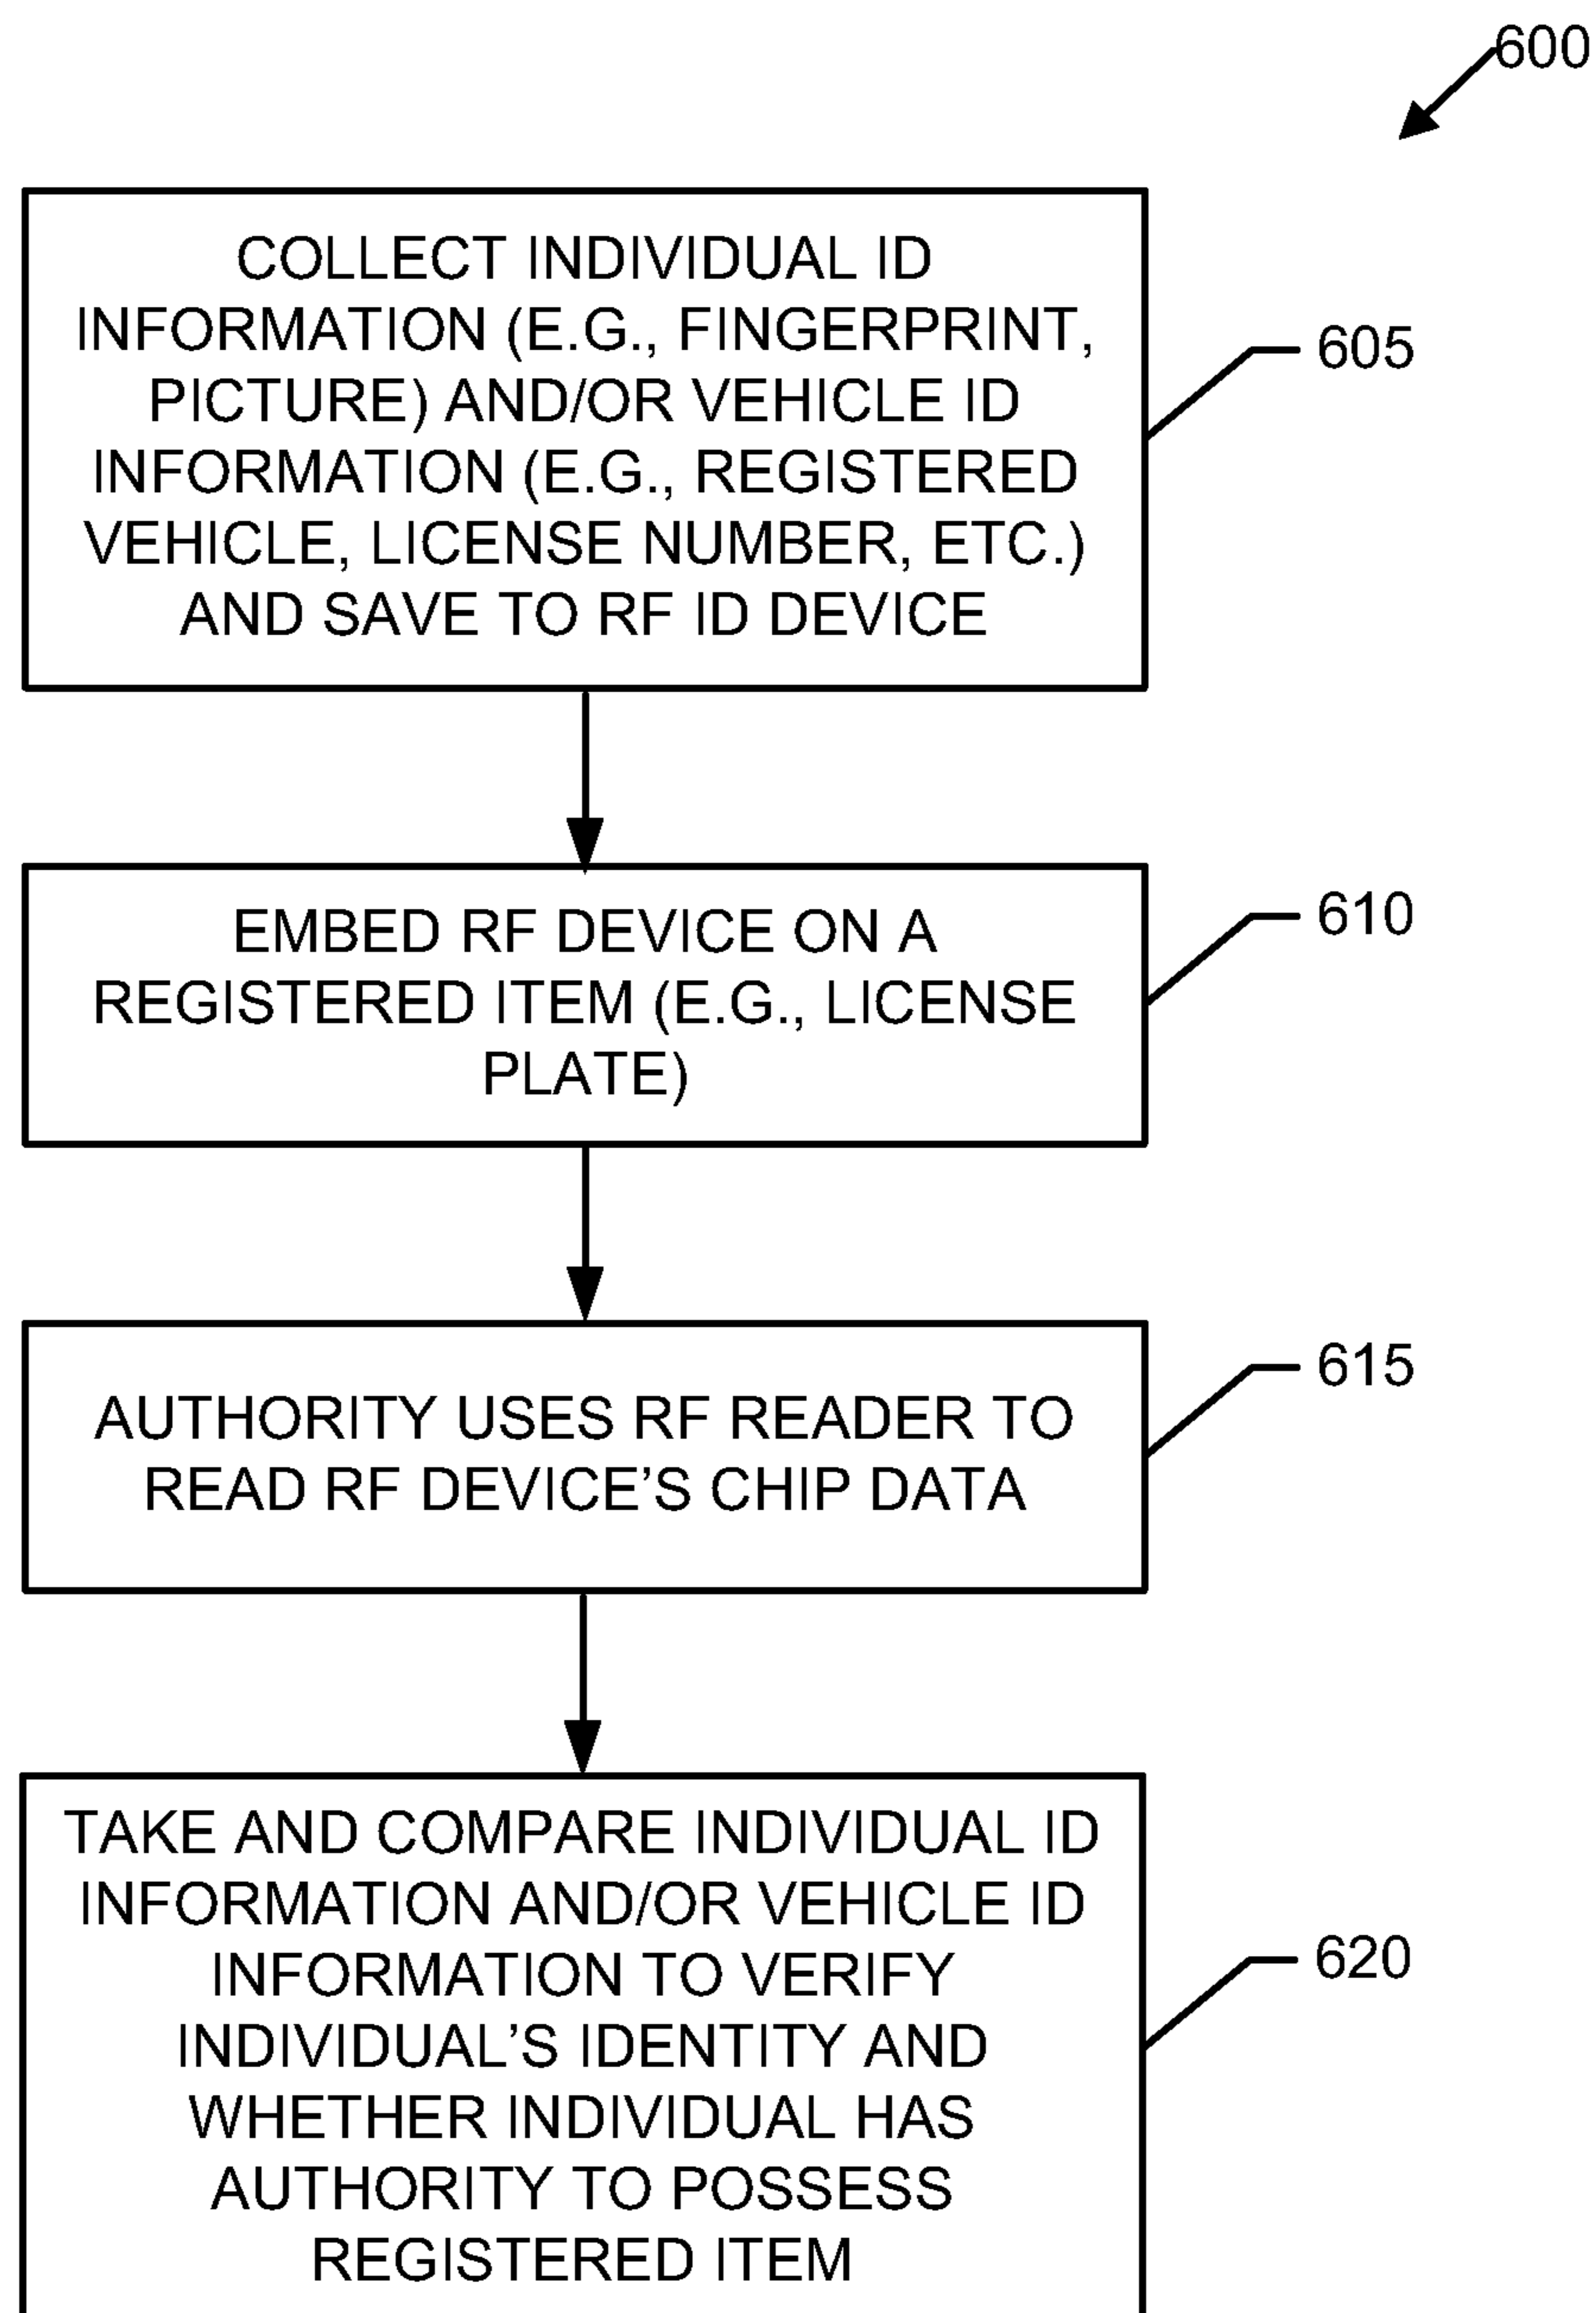 600
COLLECT INDIVIDUAL ID
INFORMATION (E.G., FINGERPRINT,
PICTURE) AND/OR VEHICLE ID
INFORMATION (E.G., REGISTERED
VEHICLE, LICENSE NUMBER, ETC.)
AND SAVE TO RF ID DEVICE
605
EMBED RF DEVICE ON A
REGISTERED ITEM (E.G., LICENSE
PLATE)
610
AUTHORITY USES RF READER TO
READ RF DEVICE’S CHIP DATA
615
TAKE AND COMPARE INDIVIDUAL ID
INFORMATION AND/OR VEHICLE ID
INFORMATION TO VERIFY
INDIVIDUAL’S IDENTITY AND
WHETHER INDIVIDUAL HAS
AUTHORITY TO POSSESS
REGISTERED ITEM
620